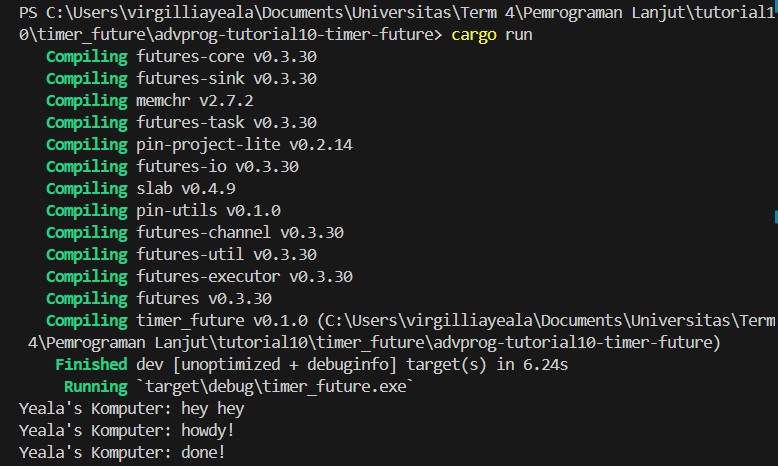 PS C:\Users\virgilliayeala\Documents\Universitas\Term 4\Pemrograman Lanjut\tutorial1
0\timer_future\advprog-tutorial10-timer-future> cargo run
Compiling futures-core v0.3.30
Compiling futures-sink v0.3.30
Compiling memchr v2.7.2
Compiling futures-task v0.3.30
Compiling pin-project-lite v0.2.14
Compiling futures-io v0.3.30
Compiling slab v0.4.9
Compiling pin-utils v0.1.0
Compiling futures-channel v0.3.30
Compiling futures-util v0.3.30
Compiling futures-executor v0.3.30
Compiling futures v0.3.30
Compiling timer_future v0.1.0 (C:\Users\virgilliayeala\Documents\Universitas\Term
4\Pemrograman Lanjut\tutorial10\timer_future\advprog-tutorial10-timer-future)
Finished dev [unoptimized + debuginfo] target(s) in 6.24s
Running `target\debug\timer_future.exe`
Yeala's Komputer: hey hey
Yeala's Komputer: howdy!
Yeala's Komputer: done!